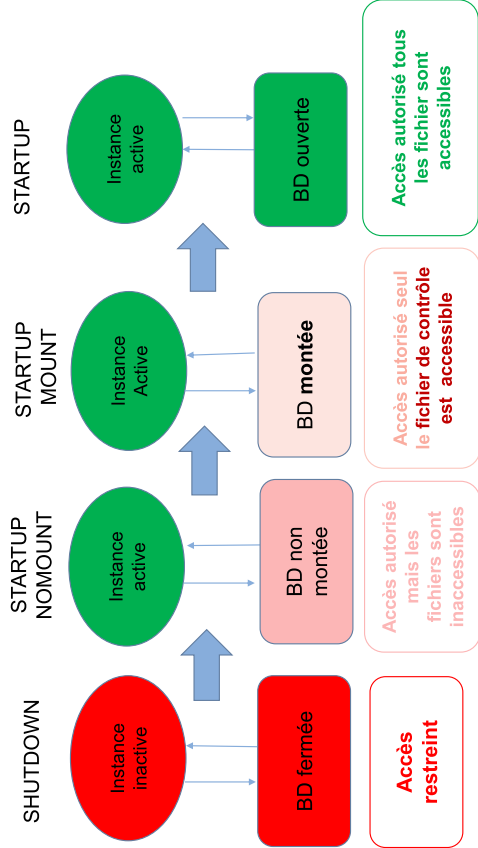 SHUTDOWN
Instance
inactive
BD fermée
Accès
restreint
STARTUP
NOMOUNT
Instance
active
BD non
montée
Accès autorisé
mais les
fichiers sont
inaccessibles
STARTUP
MOUNT
Instance
Active
BD montée
Accès autorisé seul
le fichier de contrôle
est accessible
STARTUP
Instance
active
BD ouverte
Accès autorisé tous
les fichier sont
accessibles